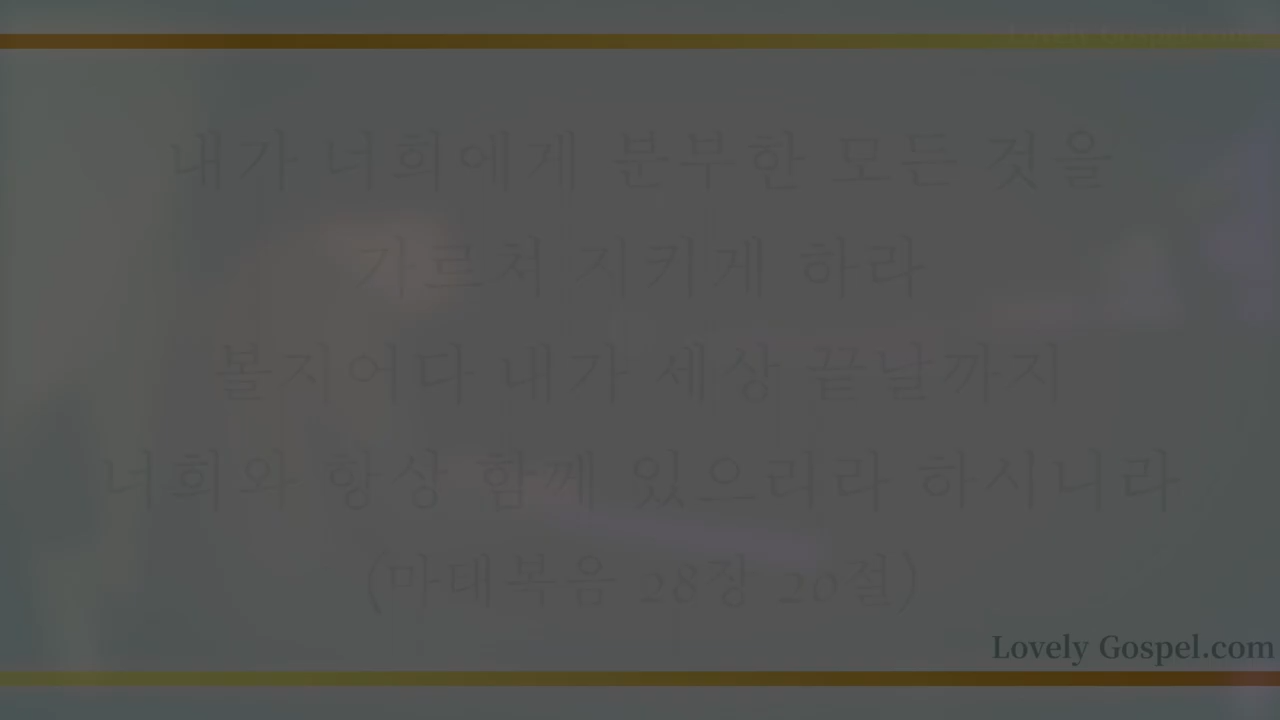 Lovely Gospel.com
내가 너희에게 분부한 모든 것을
가르쳐 지키게 하라
볼지어다 내가 세상 끝날까지
너희와 항상 함께 있으리라 하시니라
(마태복음 28장 20절)
Lovely Gospel.com